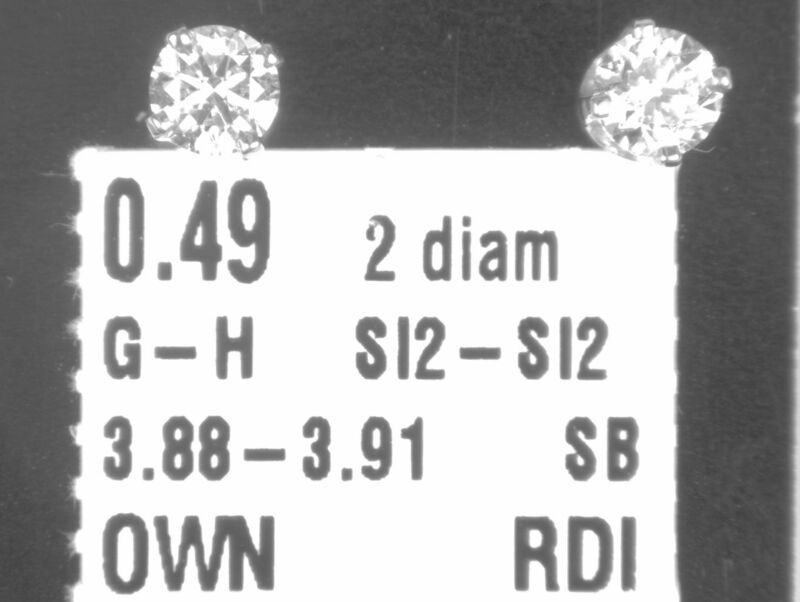 0.49 2 diam
G-H SI2-SI2
3.88-3.91 SB
OWN RDI